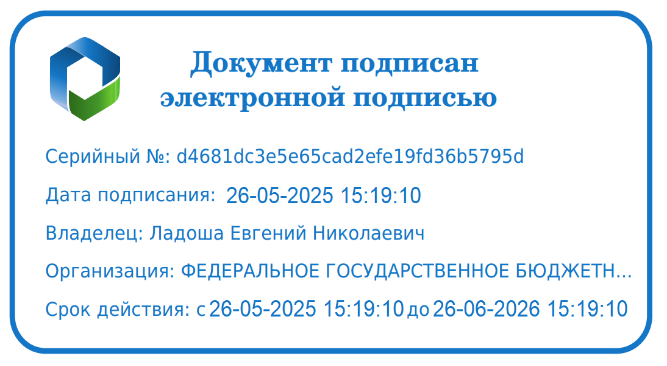 Документ подписан
электронной подписью
Серийный №: d4681dc3e5e65cad2efe19fd36b5795d
Дата подписания: 26-05-2025 15:19:10
Владелец: Ладоша Евгений Николаевич
Организация: ФЕДЕРАЛЬНОЕ ГОСУДАРСТВЕННОЕ БЮДЖЕТН...
Срок действия: с 26-05-2025 15:19:10 до 26-06-2026 15:19:10